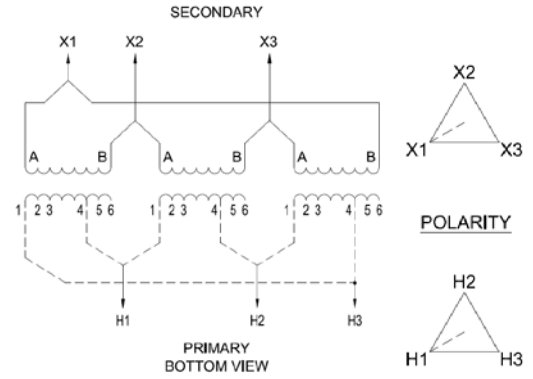 SECONDARY
X1 X2 X3
A B A B A B
1 2 3 4 5 6 1 2 3 4 5 6 1 2 3 4 5 6
H1 H2 H3
PRIMARY
BOTTOM VIEW
X2
X1 X3
POLARITY
H2
H1 H3